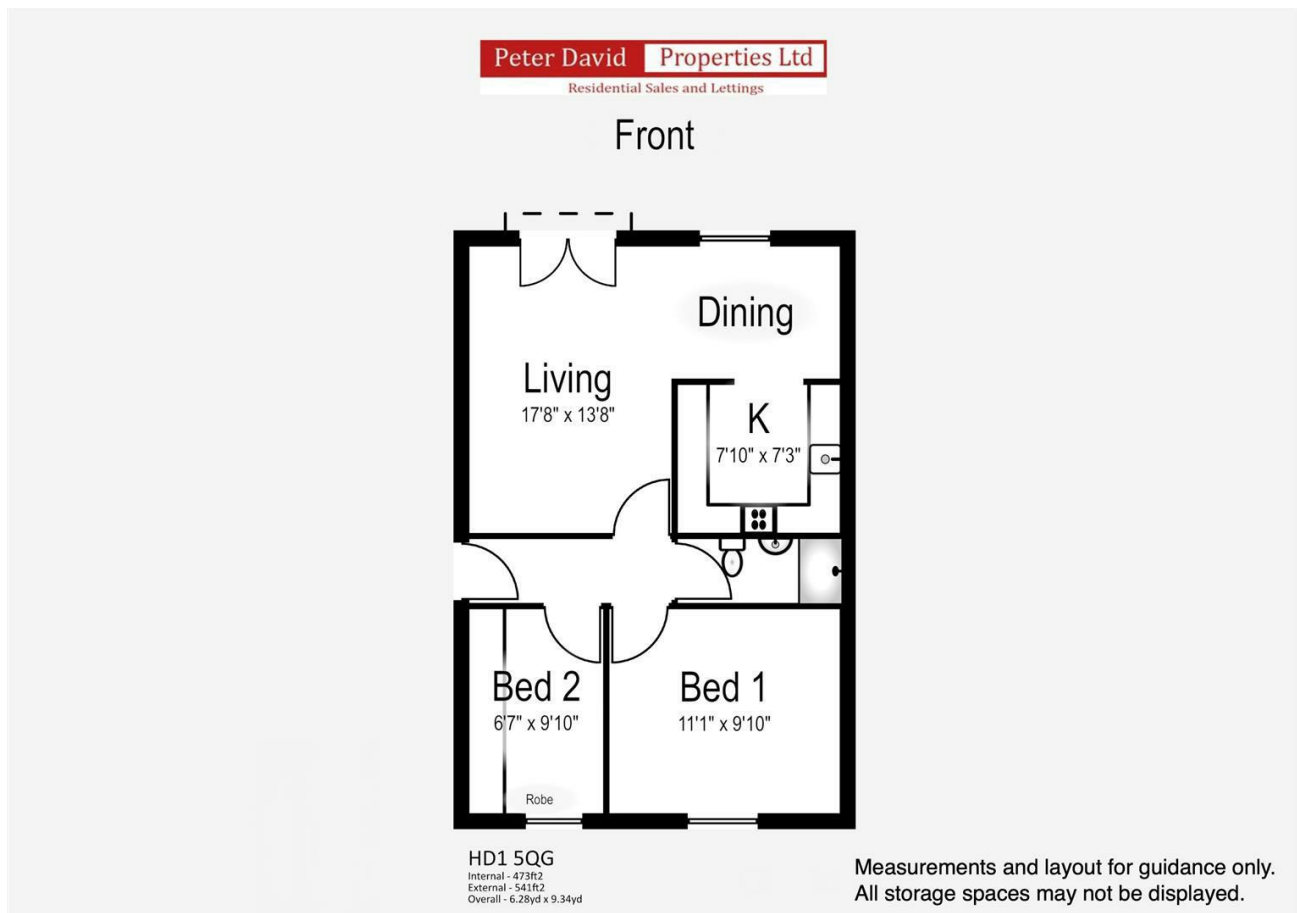 Peter David Properties Ltd
Residential Sales and Lettings
Front
Dining
Living
17'8" x 13'8"
K
7'10" x 7'3"
Bed 2
6'7" x 9'10"
Bed 1
11'1" x 9'10"
Robe
HD1 5QG
Internal - 473ft2
External - 541ft2
Overall - 6.28yd x 9.34yd
Measurements and layout for guidance only.
All storage spaces may not be displayed.